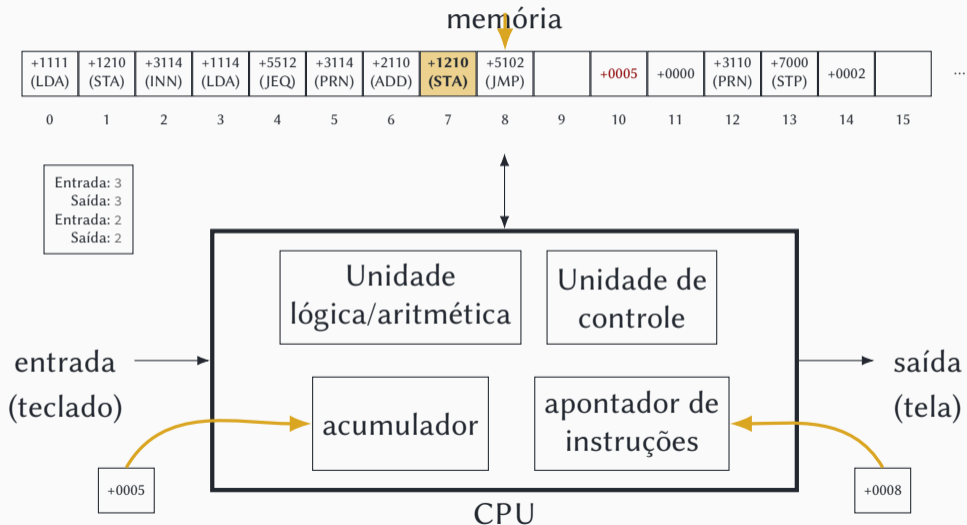 memória
+1111 +1210 +3114 +1114 +5512 +3114 +2110 +1210 +5102 +0005 +0000 +3110 +7000 +0002 ...
(LDA) (STA) (INN) (LDA) (JEQ) (PRN) (ADD) (STA) (JMP) (PRN) (STP)
0 1 2 3 4 5 6 7 8 9 10 11 12 13 14 15
Entrada: 3
Saída: 3
Entrada: 2
Saída: 2
Unidade
lógica/aritmética
Unidade de
controle
entrada
(teclado)
saída
(tela)
acumulador
apontador de
instruções
+0005
+0008
CPU